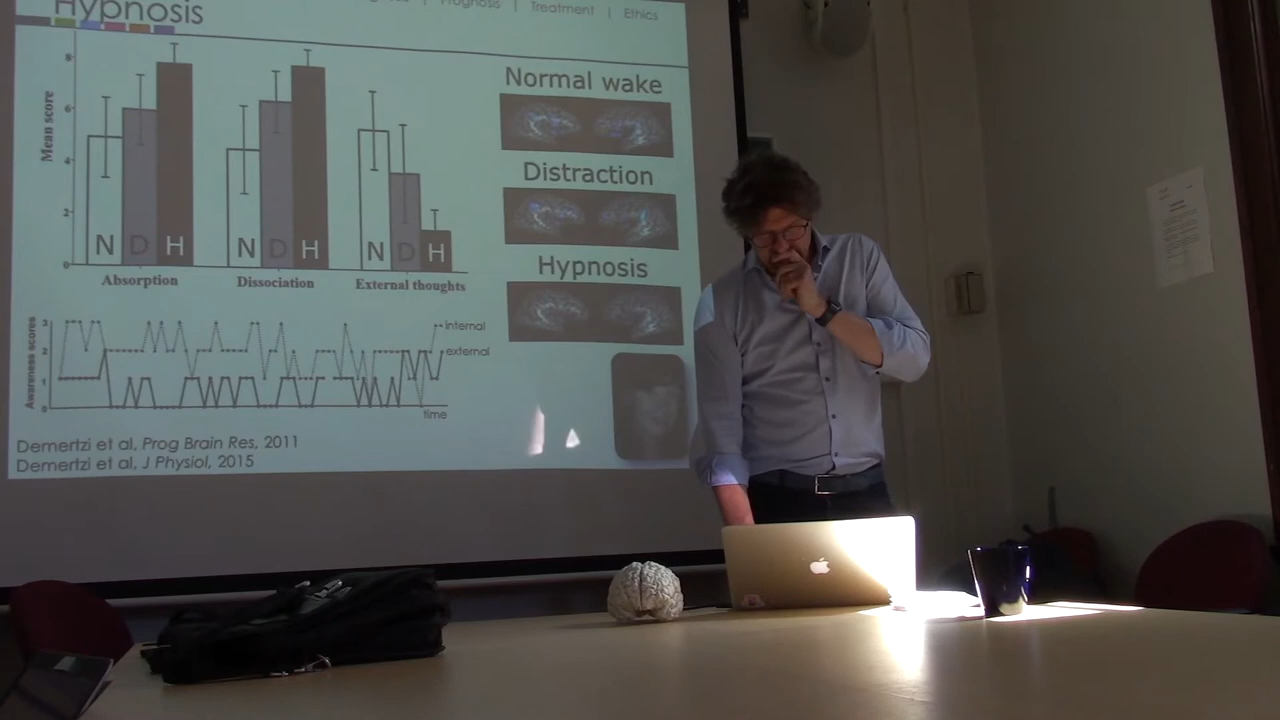 Hypnosis
Prognosis | Treatment | Ethics
Mean score
8
6
4
2
0
N D H
N D H
N D H
Absorption
Dissociation
External thoughts
Normal wake
Distraction
Hypnosis
Awareness scores
3
2
1
0
internal
external
time
Demertzi et al, Prog Brain Res, 2011
Demertzi et al, J Physiol, 2015